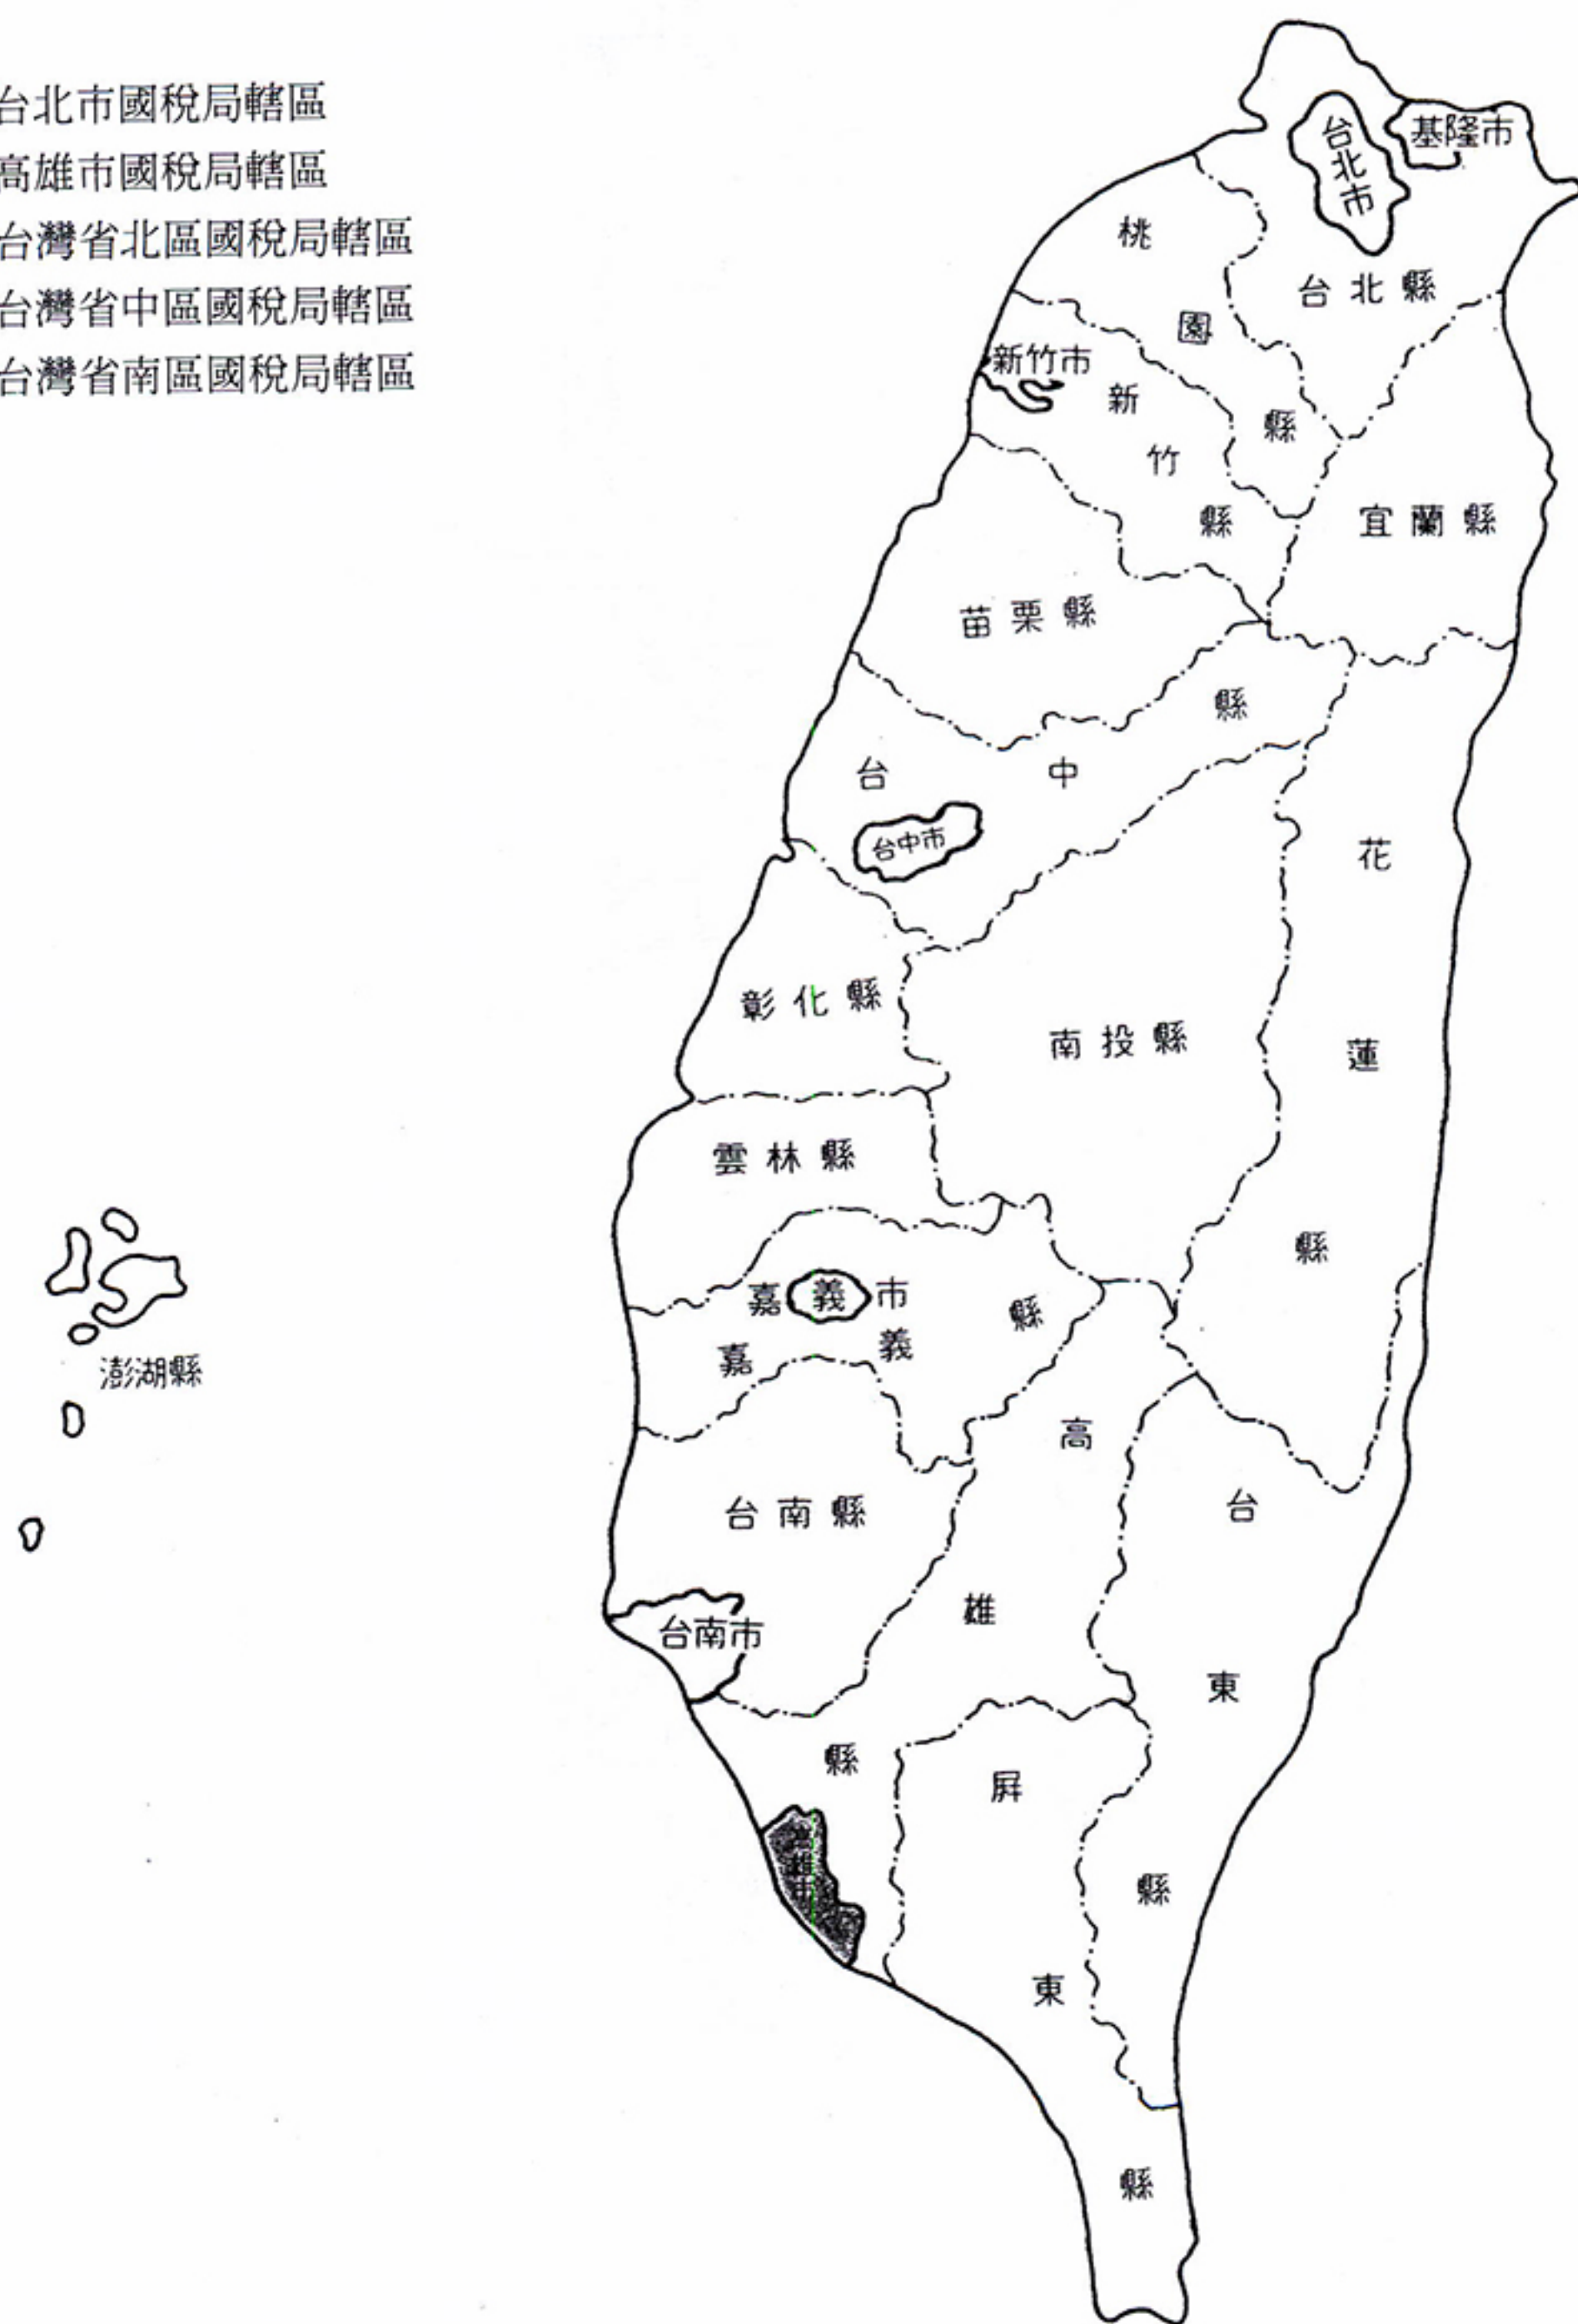 台北市國稅局轄區
高雄市國稅局轄區
台灣省北區國稅局轄區
台灣省中區國稅局轄區
台灣省南區國稅局轄區
基隆市
台北市
台北縣
桃園縣
新竹市
新竹縣
宜蘭縣
苗栗縣
台中縣
台中市
彰化縣
南投縣
花蓮縣
雲林縣
嘉義市
嘉義縣
澎湖縣
台南縣
台南市
高雄縣
高雄市
台東縣
屏東縣